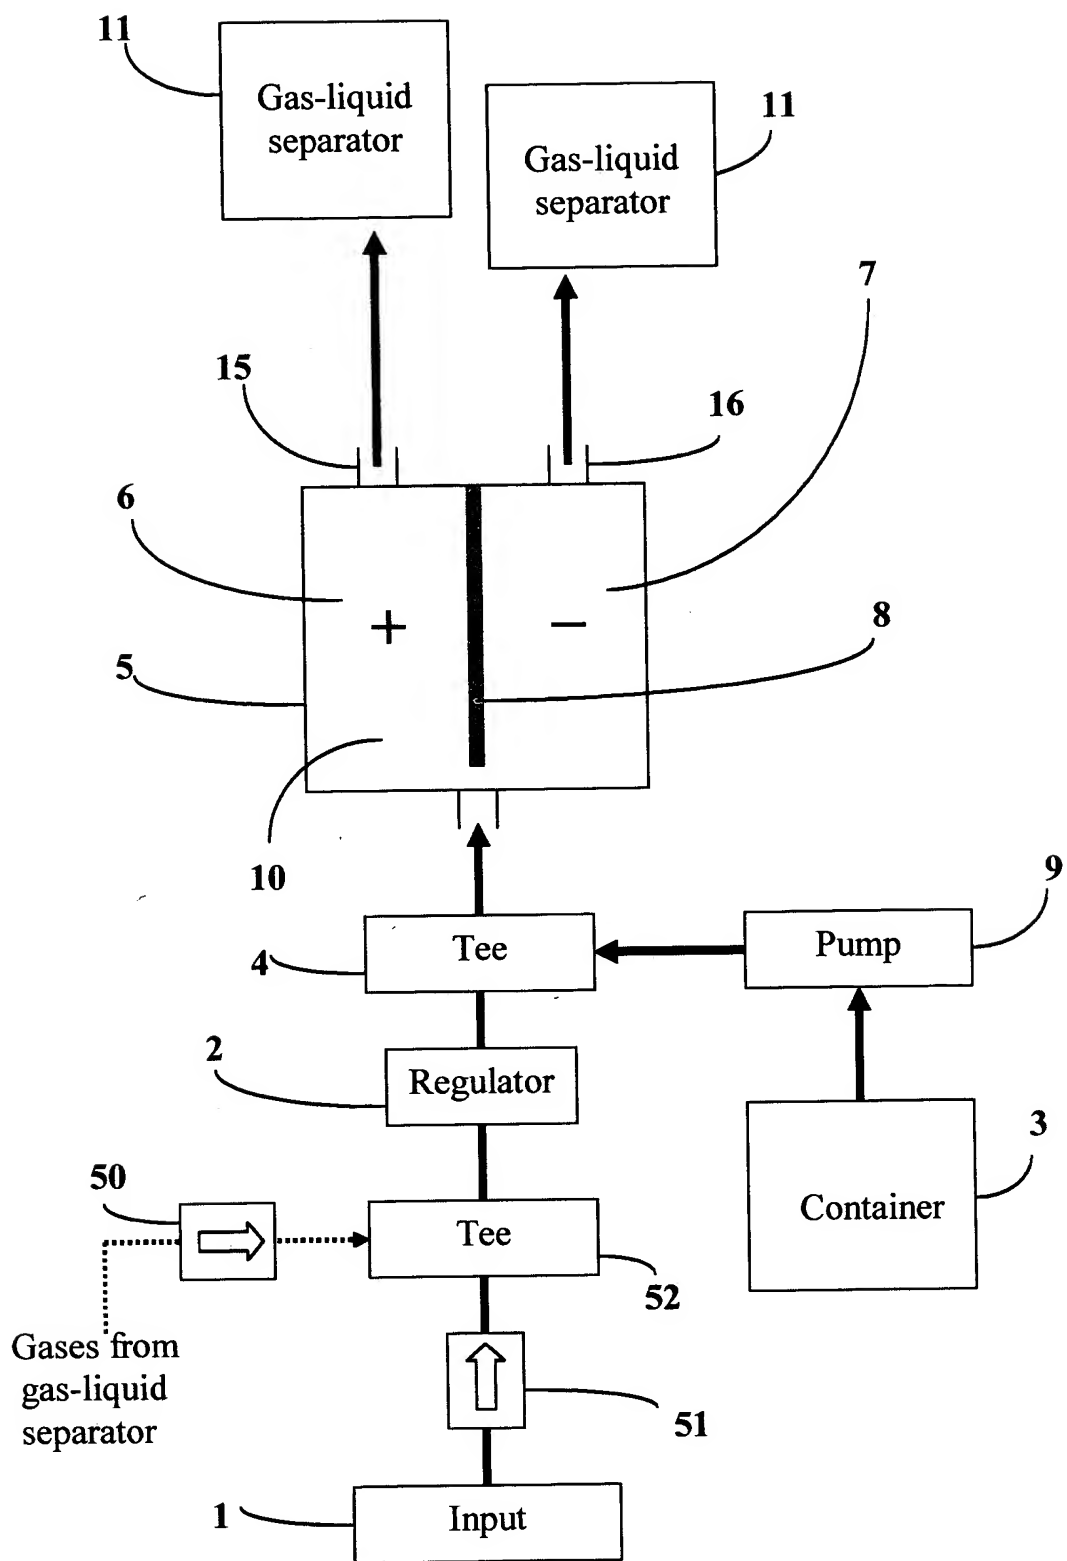 11
Gas-liquid
separator
11
Gas-liquid
separator
7
15
16
6
+
−
8
5
10
9
Tee
Pump
4
2
Regulator
3
Container
50
Tee
52
Gases from
gas-liquid
separator
51
1
Input